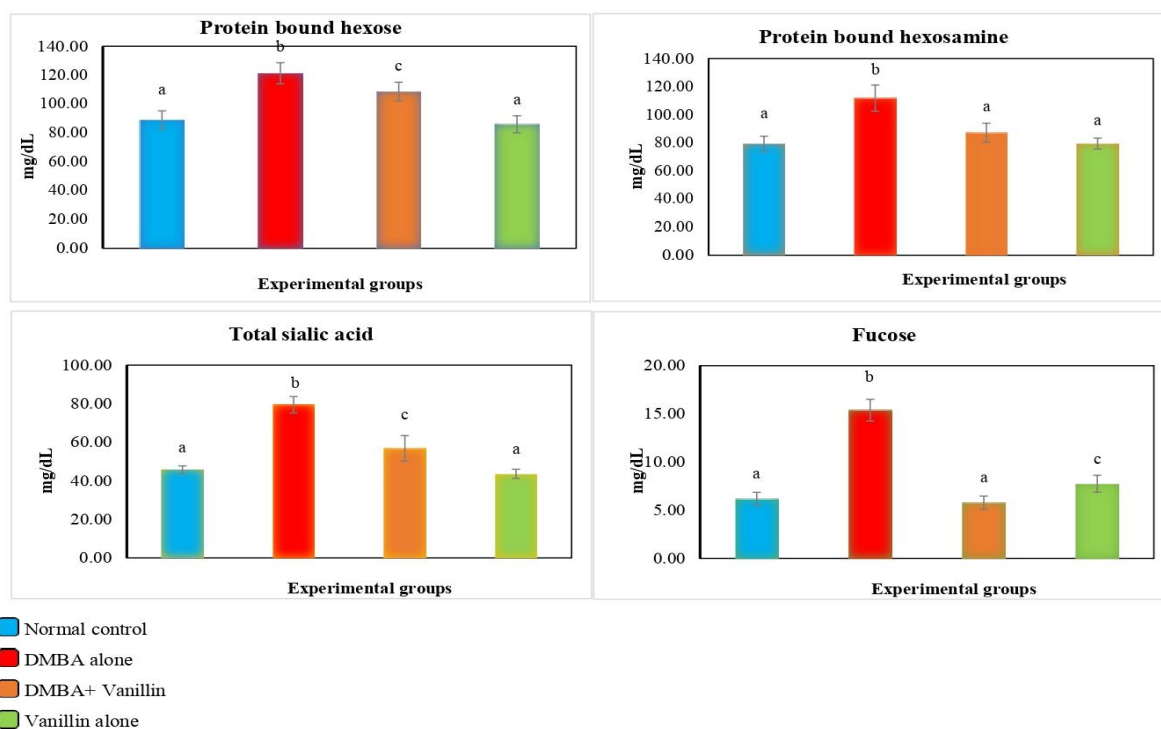 Protein bound hexose
140.00
120.00
100.00
80.00
60.00
40.00
20.00
0.00
mg/dL
a
b
c
a
Experimental groups
Protein bound hexosamine
140.00
120.00
100.00
80.00
60.00
40.00
20.00
0.00
mg/dL
a
b
a
a
Experimental groups
Total sialic acid
100.00
80.00
60.00
40.00
20.00
0.00
mg/dL
a
b
c
a
Experimental groups
Fucose
20.00
15.00
10.00
5.00
0.00
mg/dL
a
b
a
c
Experimental groups
Normal control
DMBA alone
DMBA+ Vanillin
Vanillin alone